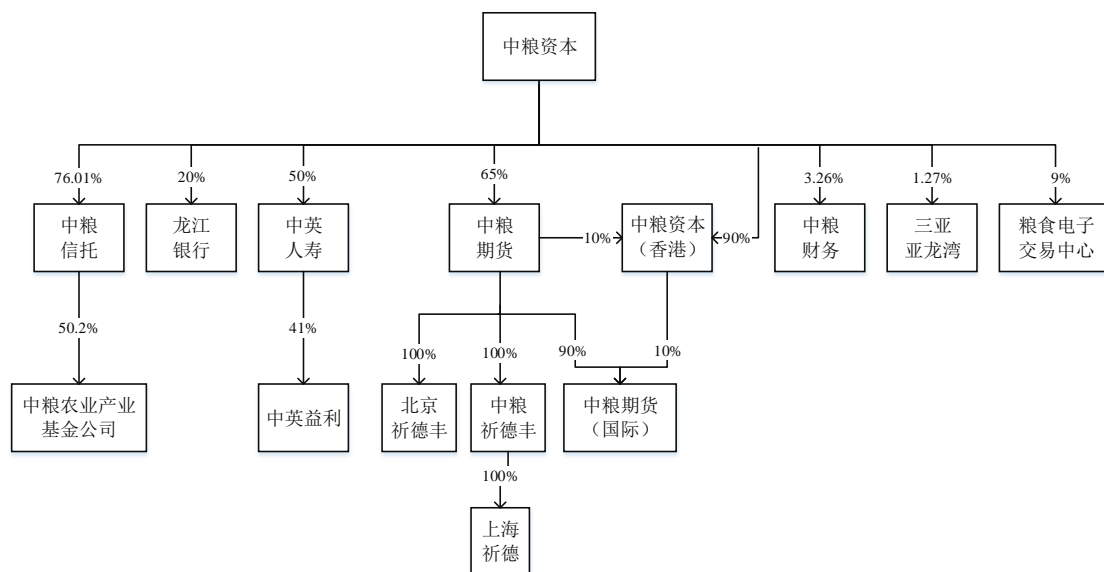 中粮资本
76.01%
20%
50%
65%
3.26%
1.27%
9%
中粮
信托
龙江
银行
中英
人寿
中粮
期货
10%
中粮资本
（香港）
90%
中粮
财务
三亚
亚龙湾
粮食电子
交易中心
50.2%
41%
100%
100%
90%
10%
中粮农业产业
基金公司
中英益利
北京
祈德丰
中粮
祈德丰
中粮期货
（国际）
100%
上海
祈德